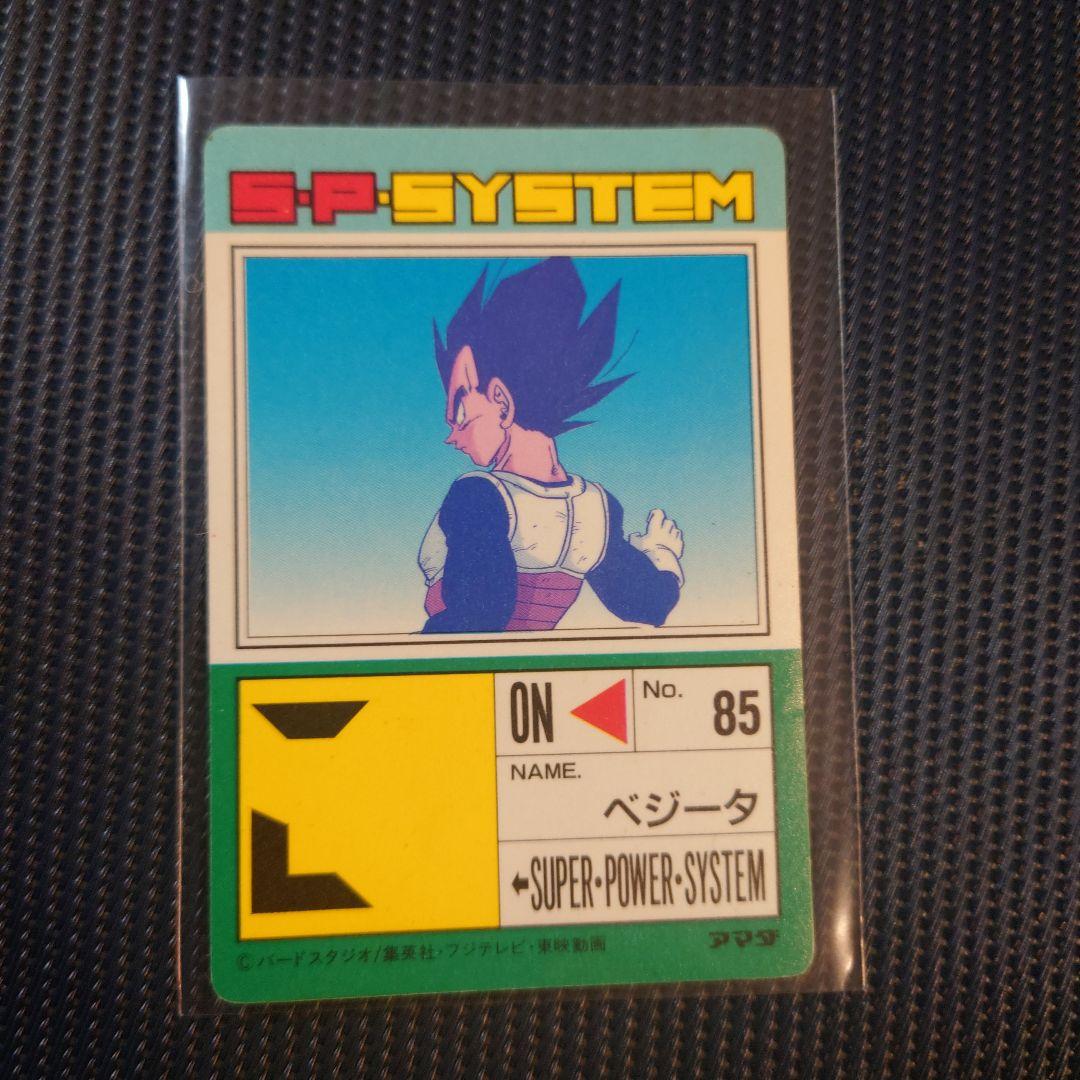 S·P·SYSTEM
ON
No. 85
NAME.
ベジータ
←SUPER・POWER・SYSTEM
アマダ
©バードスタジオ/集英社・フジテレビ・東映動画